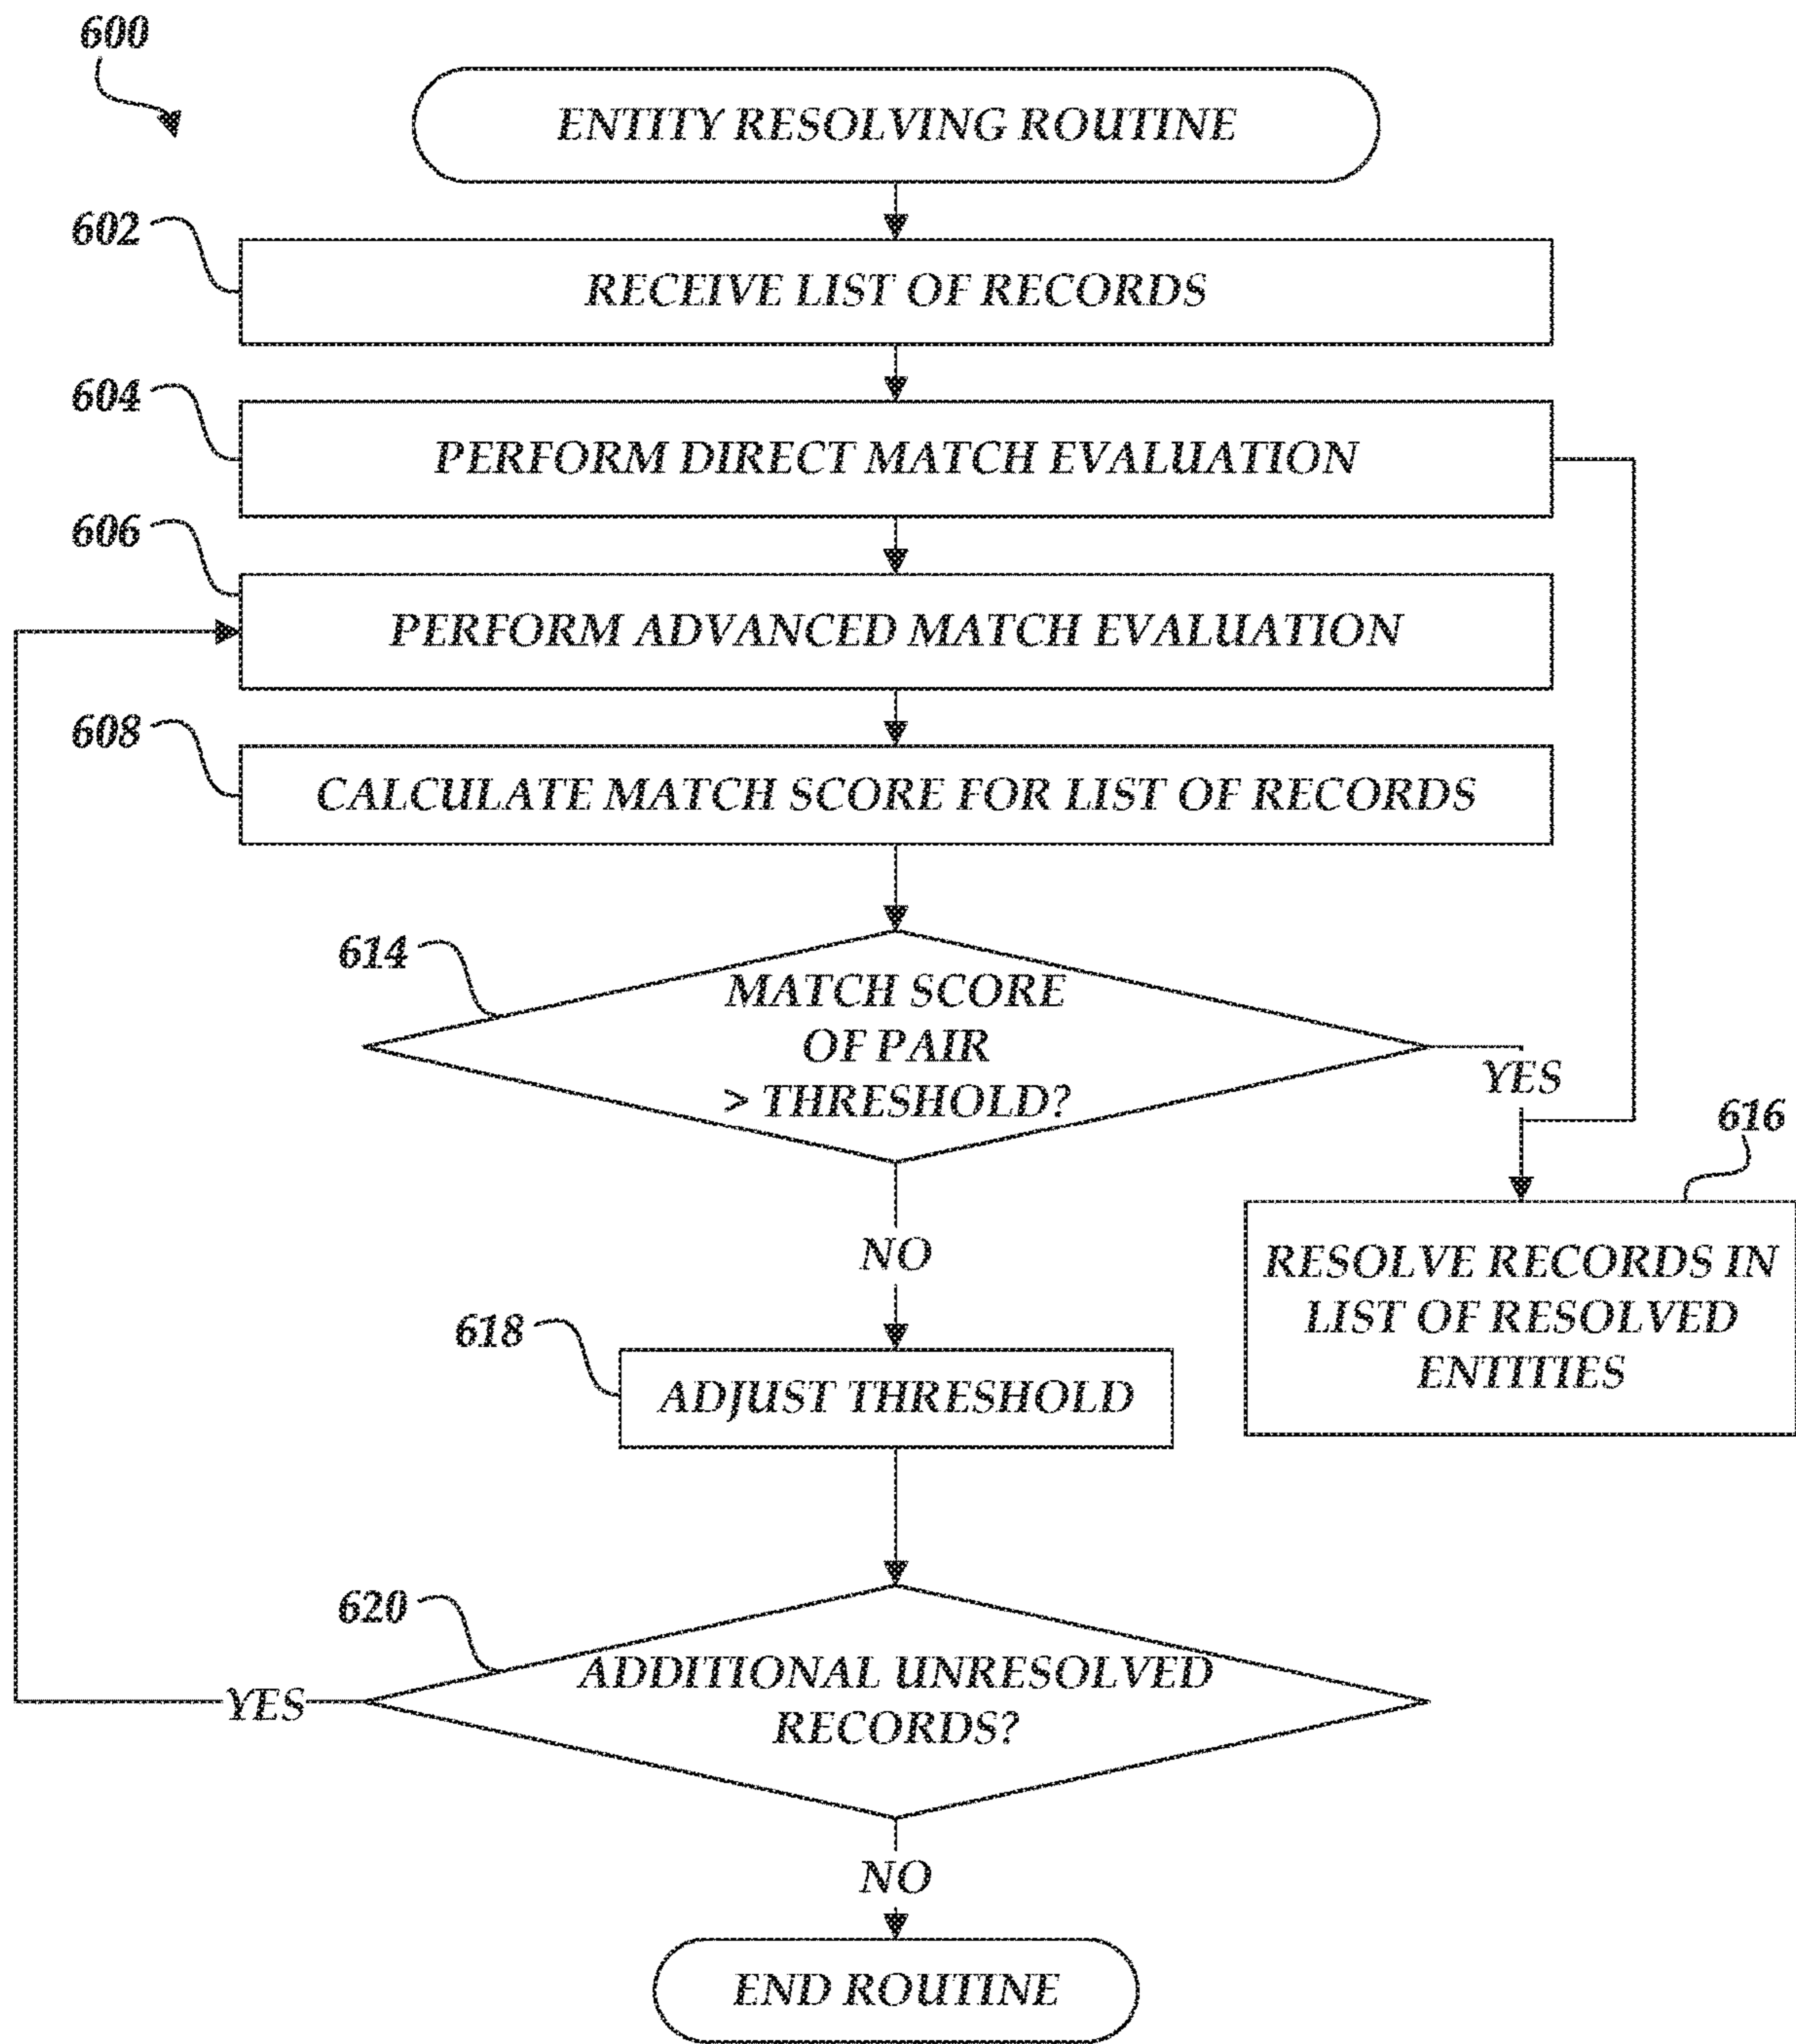 600
ENTITY RESOLVING ROUTINE
602
RECEIVE LIST OF RECORDS
604
PERFORM DIRECT MATCH EVALUATION
606
PERFORM ADVANCED MATCH EVALUATION
608
CALCULATE MATCH SCORE FOR LIST OF RECORDS
614
MATCH SCORE
OF PAIR
> THRESHOLD?
YES
616
NO
RESOLVE RECORDS IN
LIST OF RESOLVED
ENTITIES
618
ADJUST THRESHOLD
620
ADDITIONAL UNRESOLVED
RECORDS?
YES
NO
END ROUTINE